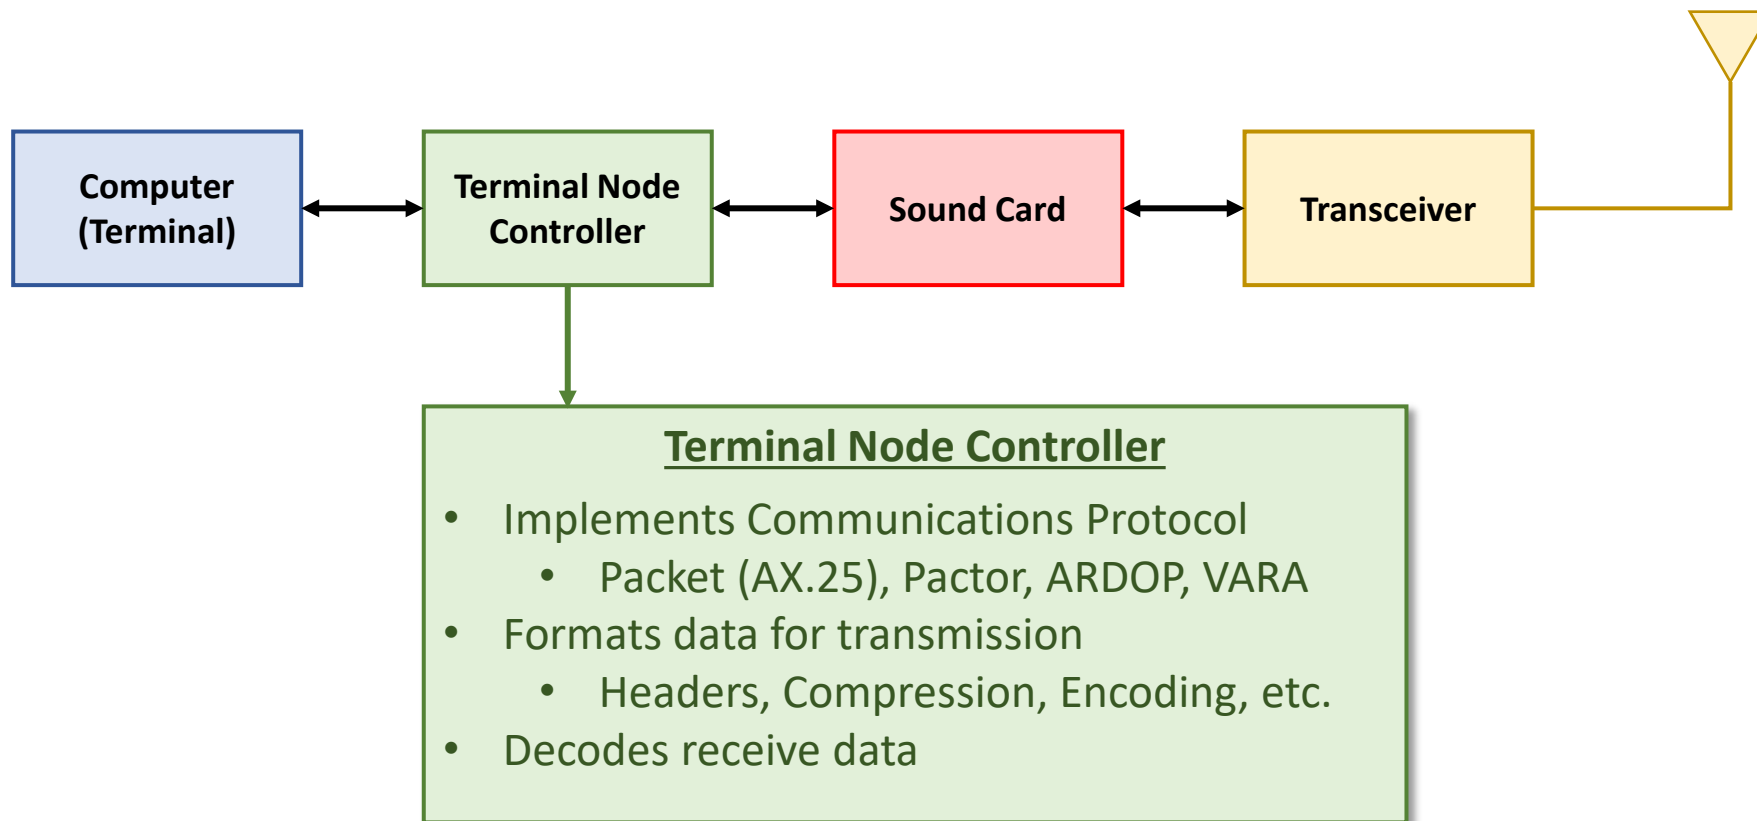 Computer
(Terminal)
Terminal Node
Controller
Sound Card
Transceiver
Terminal Node Controller
• Implements Communications Protocol
• Packet (AX.25), Pactor, ARDOP, VARA
• Formats data for transmission
• Headers, Compression, Encoding, etc.
• Decodes receive data